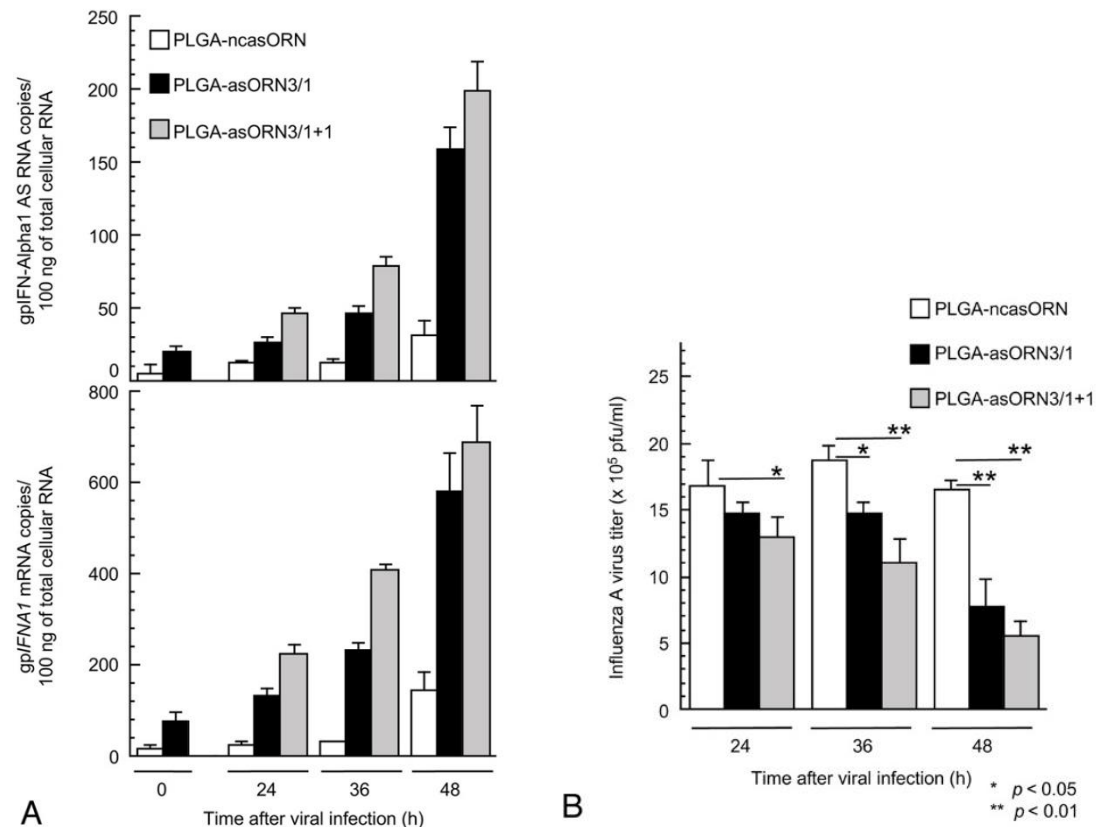 250
200
150
100
50
0
gpIFN-Alpha1 AS RNA copies/
100 ng of total cellular RNA
PLGA-ncasORN
PLGA-asORN3/1
PLGA-asORN3/1+1
800
600
400
200
0
gpIFNA1 mRNA copies/
100 ng of total cellular RNA
0 24 36 48
Time after viral infection (h)
A
PLGA-ncasORN
PLGA-asORN3/1
PLGA-asORN3/1+1
25
20
15
10
5
0
Influenza A virus titer (x 10⁵ pfu/ml)
*
* **
** **
24 36 48
Time after viral infection (h)
* p < 0.05
** p < 0.01
B